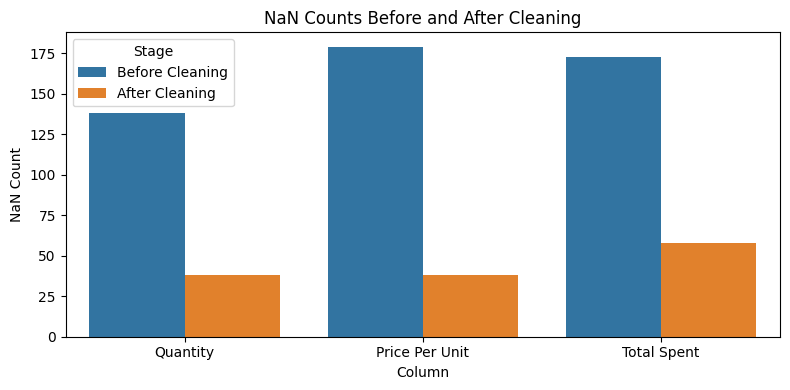 NaN Counts Before and After Cleaning
Stage
Before Cleaning
After Cleaning
175
150
125
100
75
50
25
0
NaN Count
Quantity
Price Per Unit
Total Spent
Column